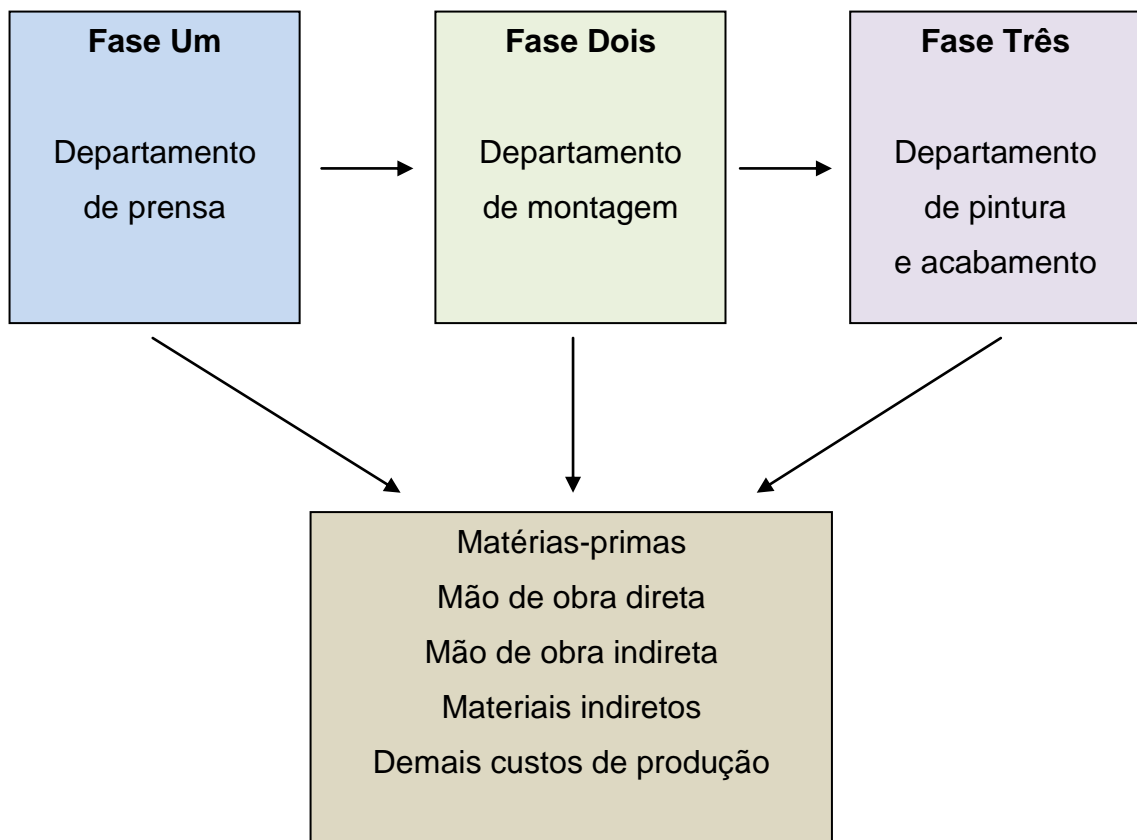 Fase Um
Departamento
de prensa
Fase Dois
Departamento
de montagem
Fase Três
Departamento
de pintura
e acabamento
Matérias-primas
Mão de obra direta
Mão de obra indireta
Materiais indiretos
Demais custos de produção